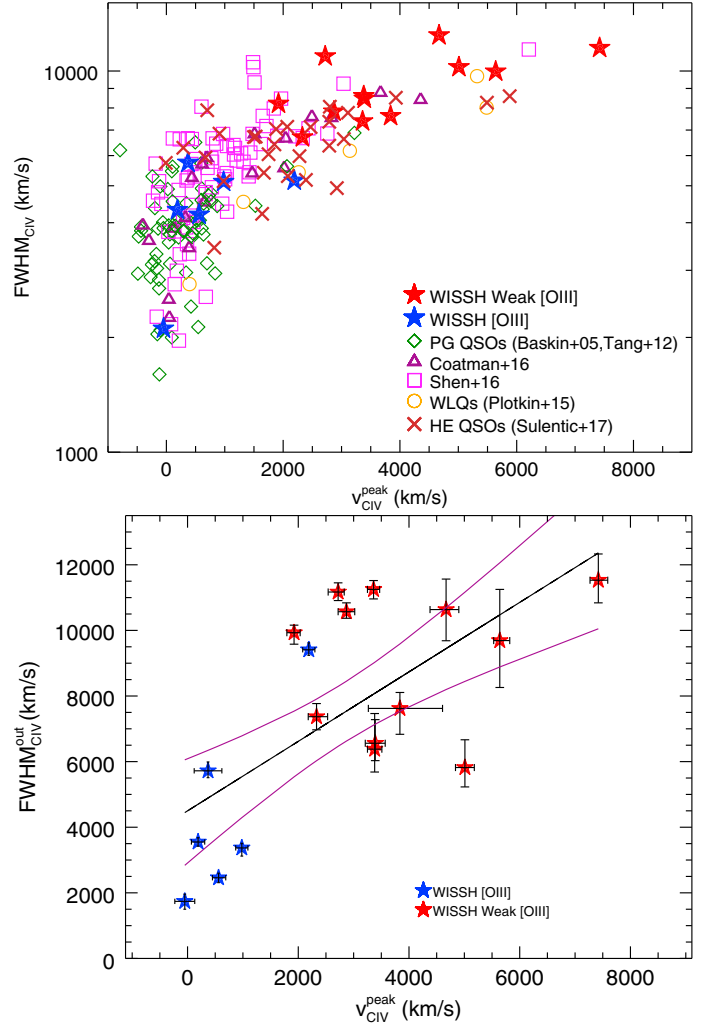 10000
1000
FWHM_CIV (km/s)
WISSH Weak [OIII]
WISSH [OIII]
PG QSOs (Baskin+05,Tang+12)
Coatman+16
Shen+16
WLQs (Plotkin+15)
HE QSOs (Sulentic+17)
0 2000 4000 6000 8000
v_CIV^peak (km/s)
12000
10000
8000
6000
4000
2000
0
FWHM_CIV^out (km/s)
WISSH [OIII]
WISSH Weak [OIII]
0 2000 4000 6000 8000
v_CIV^peak (km/s)